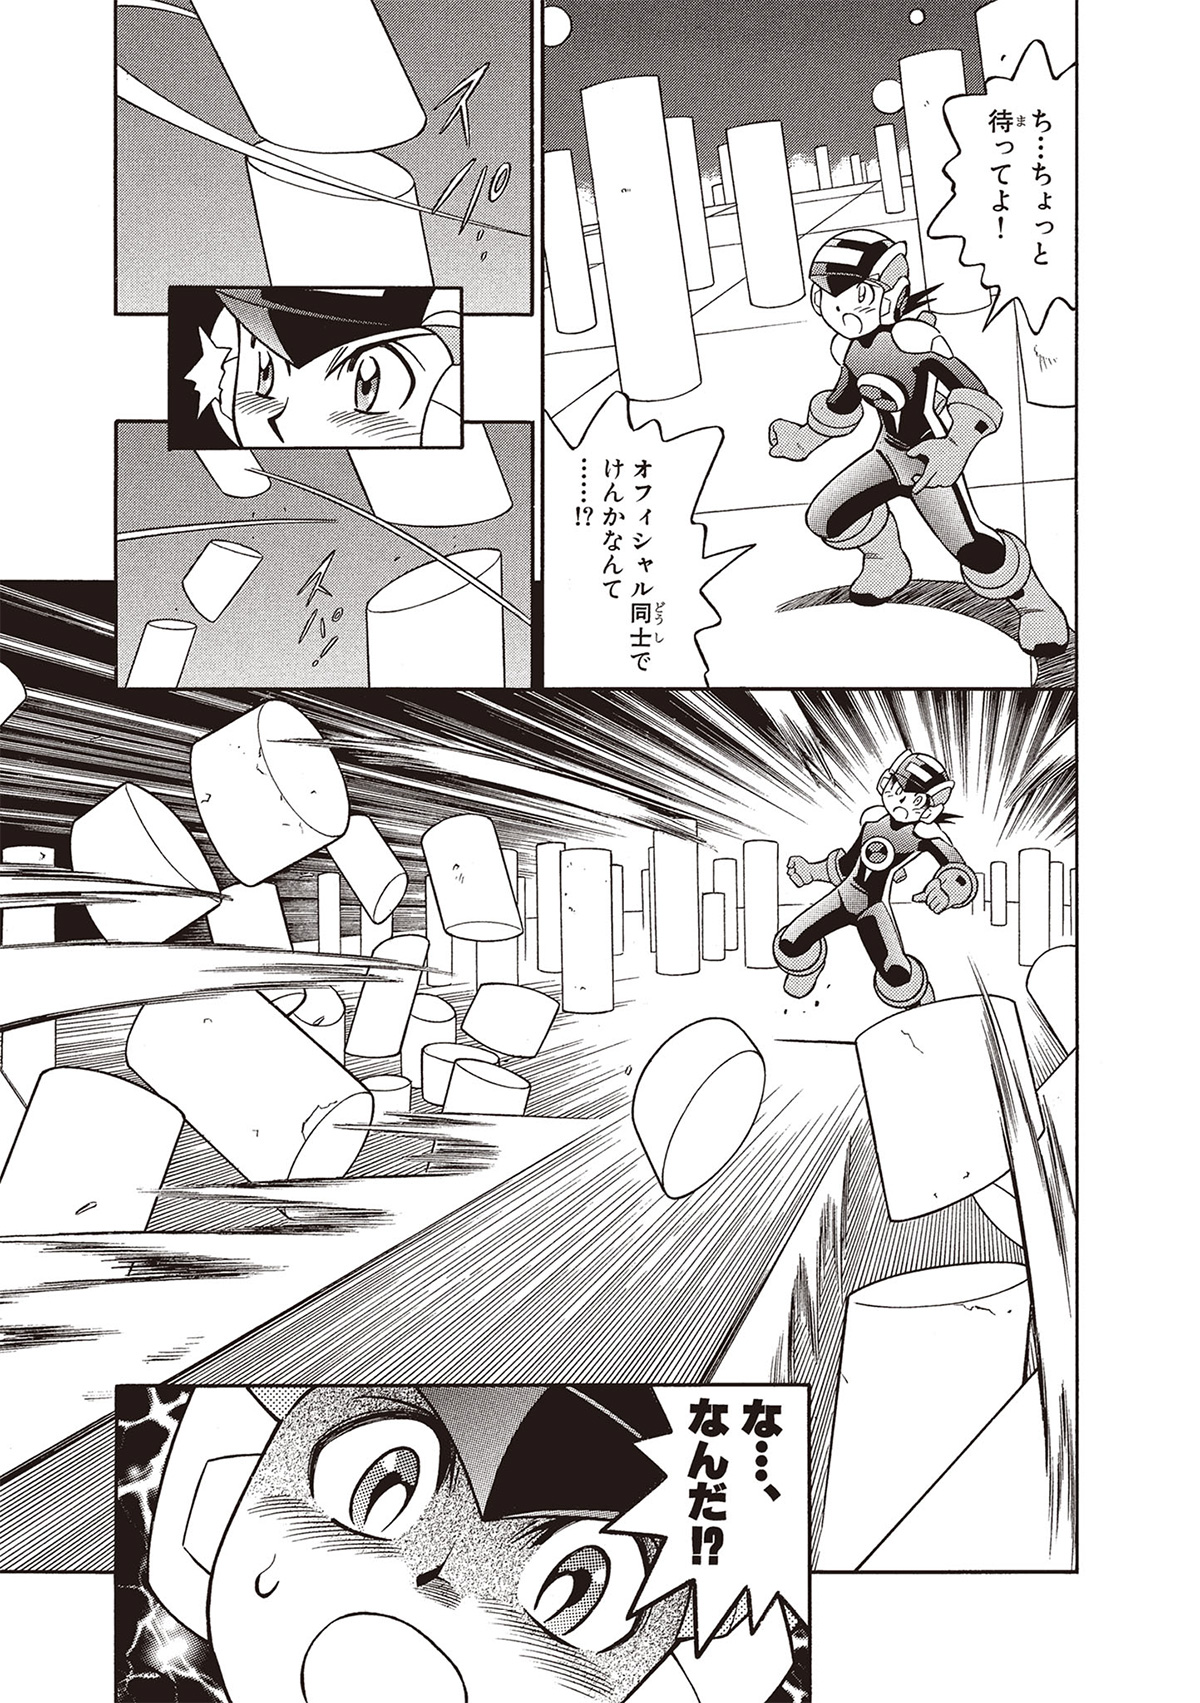 ち…ちょっと
待ってよ！
オフィシャル同士で
けんかなんて
……!?
スパ。
スパ。
な…、
なんだ!?